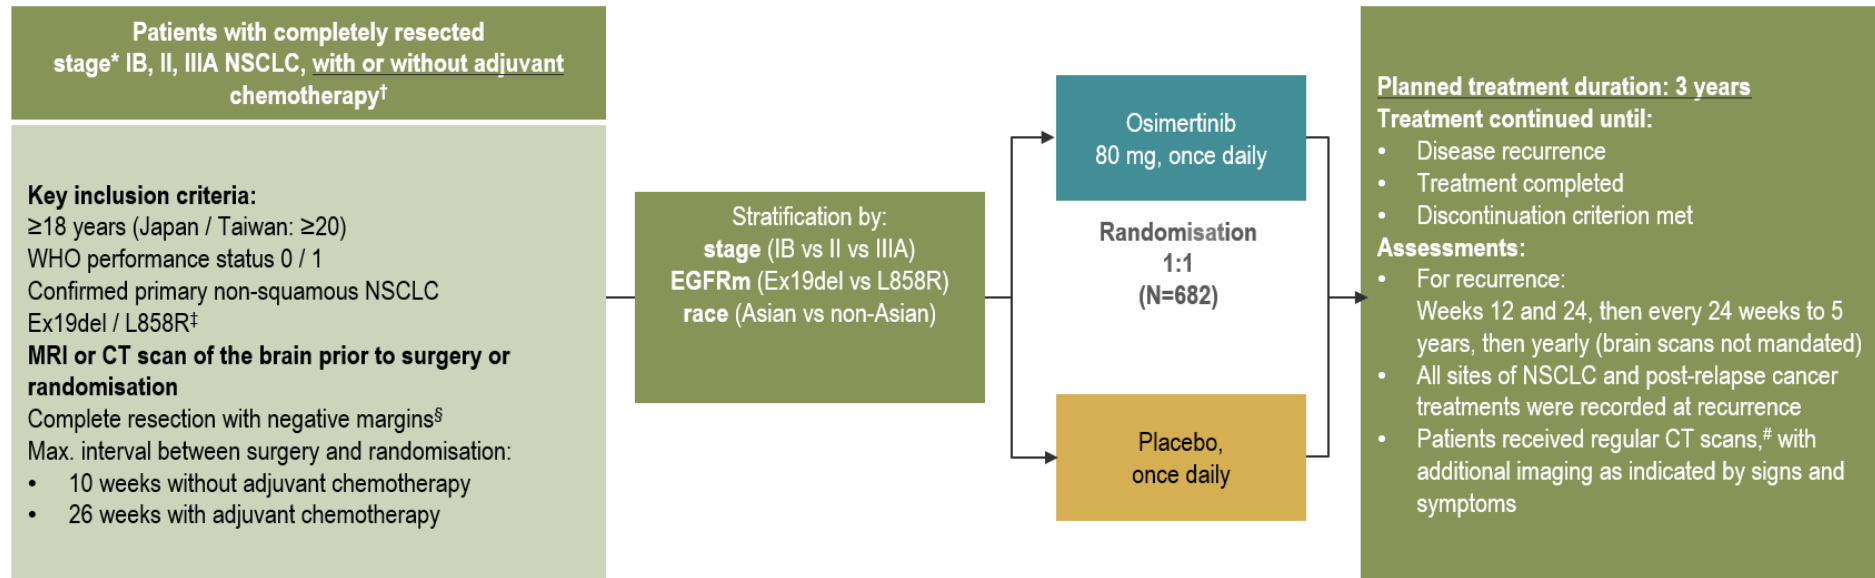 Patients with completely resected
stage* IB, II, IIIA NSCLC, with or without adjuvant
chemotherapy†
Key inclusion criteria:
≥18 years (Japan / Taiwan: ≥20)
WHO performance status 0 / 1
Confirmed primary non-squamous NSCLC
Ex19del / L858R‡
MRI or CT scan of the brain prior to surgery or
randomisation
Complete resection with negative margins§
Max. interval between surgery and randomisation:
• 10 weeks without adjuvant chemotherapy
• 26 weeks with adjuvant chemotherapy
Stratification by:
stage (IB vs II vs IIIA)
EGFRm (Ex19del vs L858R)
race (Asian vs non-Asian)
Osimertinib
80 mg, once daily
Randomisation
1:1
(N=682)
Placebo,
once daily
Planned treatment duration: 3 years
Treatment continued until:
• Disease recurrence
• Treatment completed
• Discontinuation criterion met
Assessments:
• For recurrence:
Weeks 12 and 24, then every 24 weeks to 5
years, then yearly (brain scans not mandated)
• All sites of NSCLC and post-relapse cancer
treatments were recorded at recurrence
• Patients received regular CT scans,# with
additional imaging as indicated by signs and
symptoms